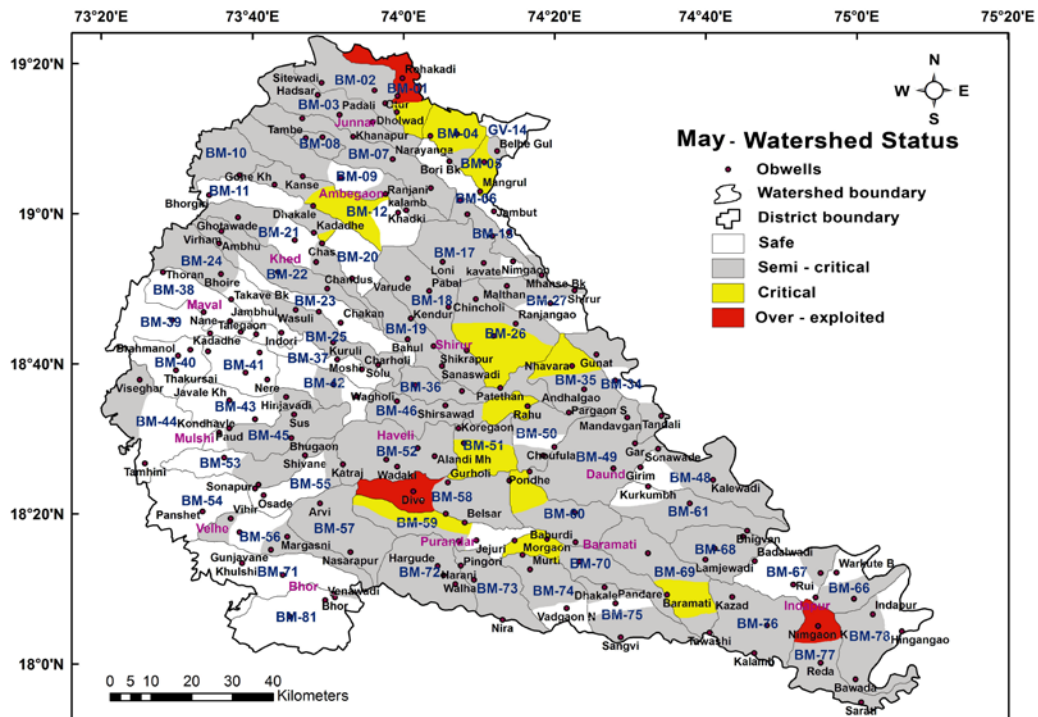 73°20'E 73°40'E 74°0'E 74°20'E 74°40'E 75°0'E 75°20'E
19°20'N
19°0'N
18°40'N
18°20'N
18°0'N
N
W E
S
May - Watershed Status
Obwells
Watershed boundary
District boundary
Safe
Semi - critical
Critical
Over - exploited
0 5 10 20 30 40
Kilometers
Rohakadi
Sitewadi
BM-02
BM-01
Hadsar
BM-03
Padali
Otur
GV-14
Junnar
Dholwad
BM-04
Tambe
BM-08
Khanapur
Belhe Gul
BM-10
BM-07
Narayanga
Bori Bk
BM-05
Gohe Kh
Kanse
BM-09
Mangrul
BM-11
Ambegaon
Ranjani
Bhorgiri
kalamb
BM-06
Dhakale
BM-12
Khadki
Jambut
Ghotawade
Kadadhe
Virham
BM-21
Ambhu
Chas
BM-20
BM-17
BM-24
Khed
Loni
kavate
Nimgaon
Thoran
BM-22
Bhoire
Chandus
Varude
Pabal
Mhanse Bk
BM-38
Takave Bk
BM-23
BM-18
Malthan
BM-27
Shirur
Maval
Chincholi
Nane
Jambhul
Wasuli
Kendur
Ranjangao
BM-39
Talegaon
Chakan
BM-19
BM-26
Kadadhe
Indori
BM-25
Bahul
Shirur
Brahmanol
Kuruli
Shikrapur
Gunat
BM-40
BM-37
Charholi
Nhavara
BM-41
Moshi
Solu
Sanaswadi
Thakursai
BM-35
BM-34
Viseghar
Javale Kh
Nere
BM-42
BM-36
Patethan
Andhalgao
Hinjavadi
Wagholi
BM-43
BM-46
Shirsawad
Rahu
Pargaon S
BM-44
Kondhavle
Sus
Koregaon
Mandavgan
Tandali
Mulshi
Paud
BM-45
Haveli
BM-50
Bhugaon
BM-52
BM-51
Gar
BM-53
Alandi Mh
Choufula
BM-49
Sonawade
Tamhini
Shivane
Katraj
Wadaki
Gurholi
Daund
Girim
BM-48
Sonapur
BM-55
Pondhe
Kurkumbh
Kalewadi
BM-54
Osade
Dive
BM-58
Panshet
Vihir
Arvi
BM-61
Velhe
BM-57
BM-59
Belsar
BM-60
BM-56
Baburdi
Bhigvan
Margasni
Purandar
Jejuri
Morgaon
Baramati
BM-68
Badalwadi
Gunjavane
Nasarapur
Hargude
Murti
Lamjewadi
BM-67
Warkute B
Khulshi
BM-71
Pingori
BM-70
BM-69
BM-72
Harani
Rui
BM-66
Bhor
Walha
BM-73
BM-74
Dhakale
Pandare
Venawadi
Baramati
Kazad
Indapur
Indapur
Bhor
Vadgaon N
BM-75
BM-81
BM-76
Nimgaon K
BM-78
Hingangao
Nira
Sangvi
Tawashi
BM-77
Kalamb
Reda
Bawada
Sarati